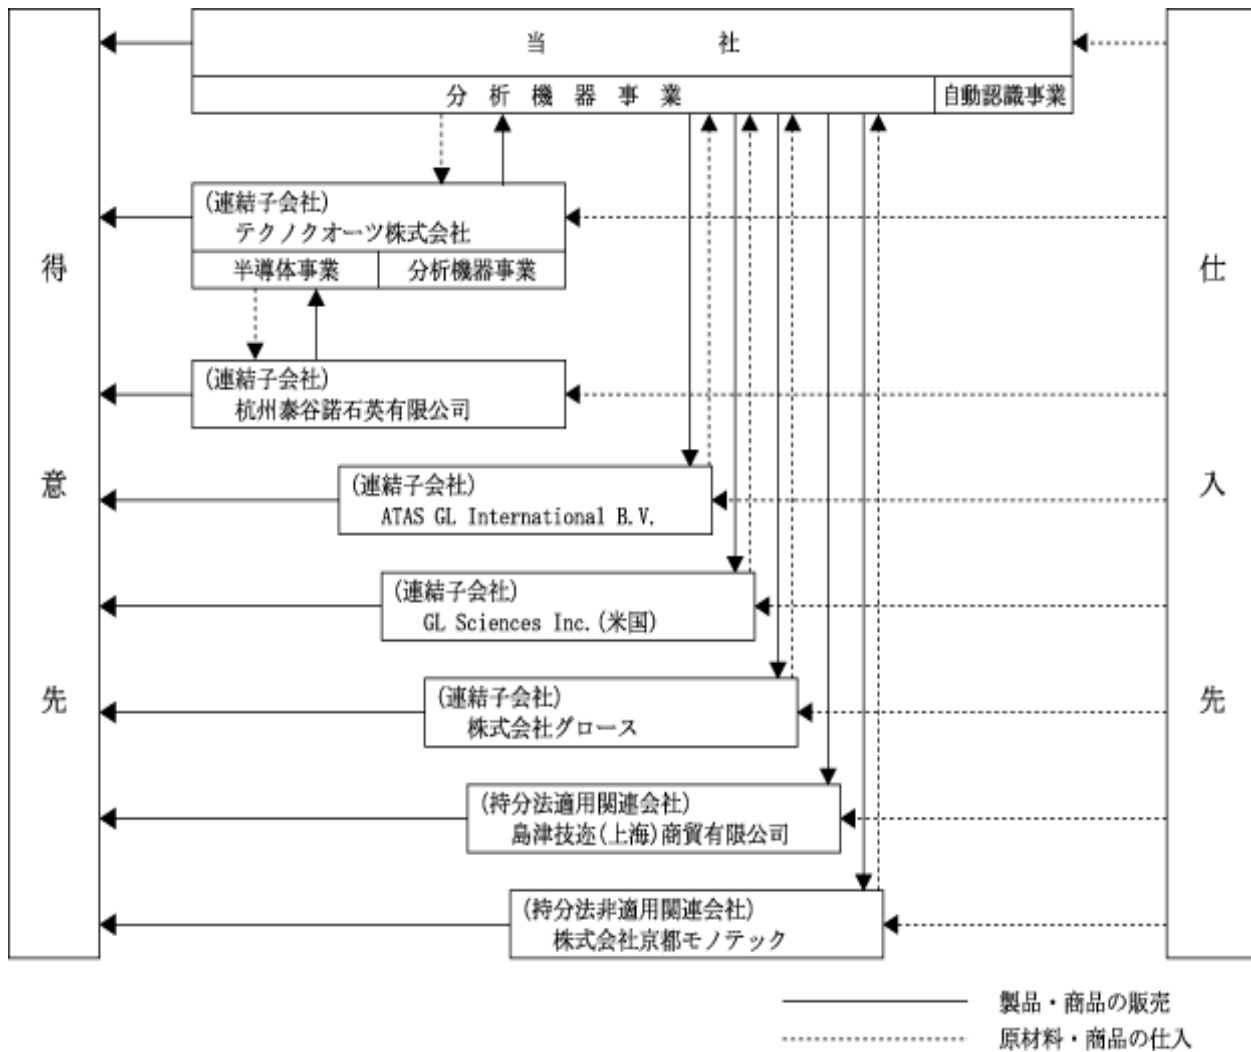 当社
分析機器事業
自動認識事業
(連結子会社)
テクノクオーツ株式会社
半導体事業
分析機器事業
(連結子会社)
杭州泰谷諾石英有限公司
(連結子会社)
ATAS GL International B.V.
(連結子会社)
GL Sciences Inc.(米国)
(連結子会社)
株式会社グロース
(持分法適用関連会社)
島津技迩(上海)商貿有限公司
(持分法非適用関連会社)
株式会社京都モノテック
得意先
仕入先
製品・商品の販売
原材料・商品の仕入